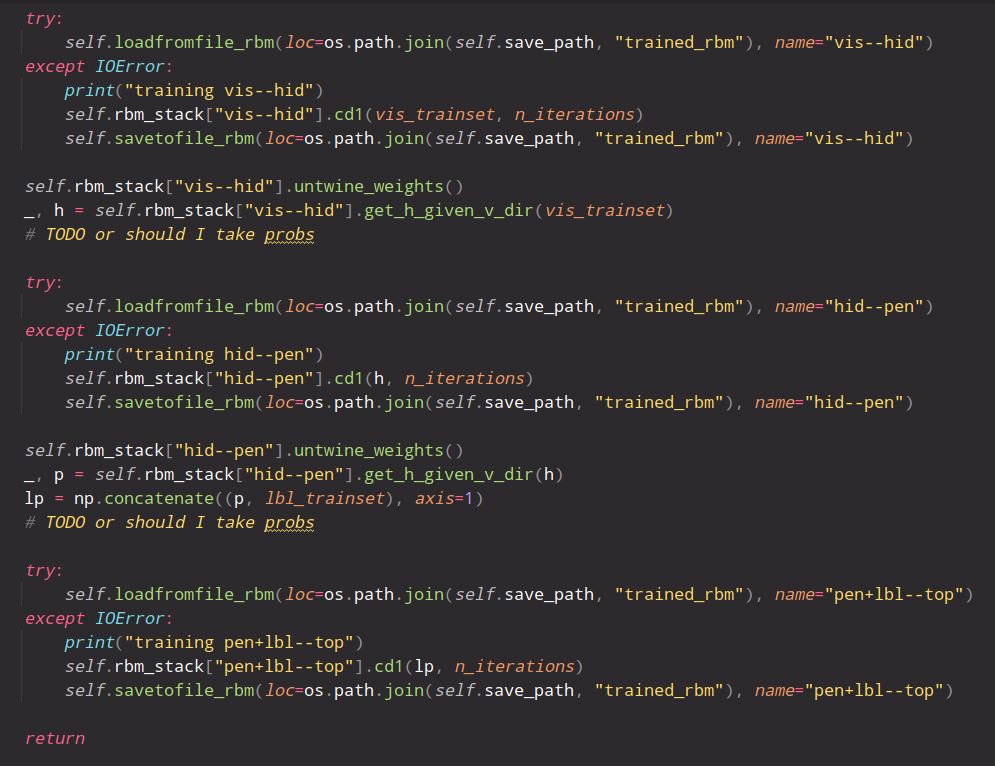 try:
    self.loadfromfile_rbm(loc=os.path.join(self.save_path, "trained_rbm"), name="vis--hid")
except IOError:
    print("training vis--hid")
    self.rbm_stack["vis--hid"].cd1(vis_trainset, n_iterations)
    self.savetofile_rbm(loc=os.path.join(self.save_path, "trained_rbm"), name="vis--hid")

self.rbm_stack["vis--hid"].untwine_weights()
_, h = self.rbm_stack["vis--hid"].get_h_given_v_dir(vis_trainset)
# TODO or should I take probs

try:
    self.loadfromfile_rbm(loc=os.path.join(self.save_path, "trained_rbm"), name="hid--pen")
except IOError:
    print("training hid--pen")
    self.rbm_stack["hid--pen"].cd1(h, n_iterations)
    self.savetofile_rbm(loc=os.path.join(self.save_path, "trained_rbm"), name="hid--pen")

self.rbm_stack["hid--pen"].untwine_weights()
_, p = self.rbm_stack["hid--pen"].get_h_given_v_dir(h)
lp = np.concatenate((p, lbl_trainset), axis=1)
# TODO or should I take probs

try:
    self.loadfromfile_rbm(loc=os.path.join(self.save_path, "trained_rbm"), name="pen+lbl--top")
except IOError:
    print("training pen+lbl--top")
    self.rbm_stack["pen+lbl--top"].cd1(lp, n_iterations)
    self.savetofile_rbm(loc=os.path.join(self.save_path, "trained_rbm"), name="pen+lbl--top")

return